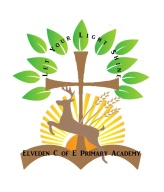 Let Your Light Shine
Elveden C of E Primary Academy